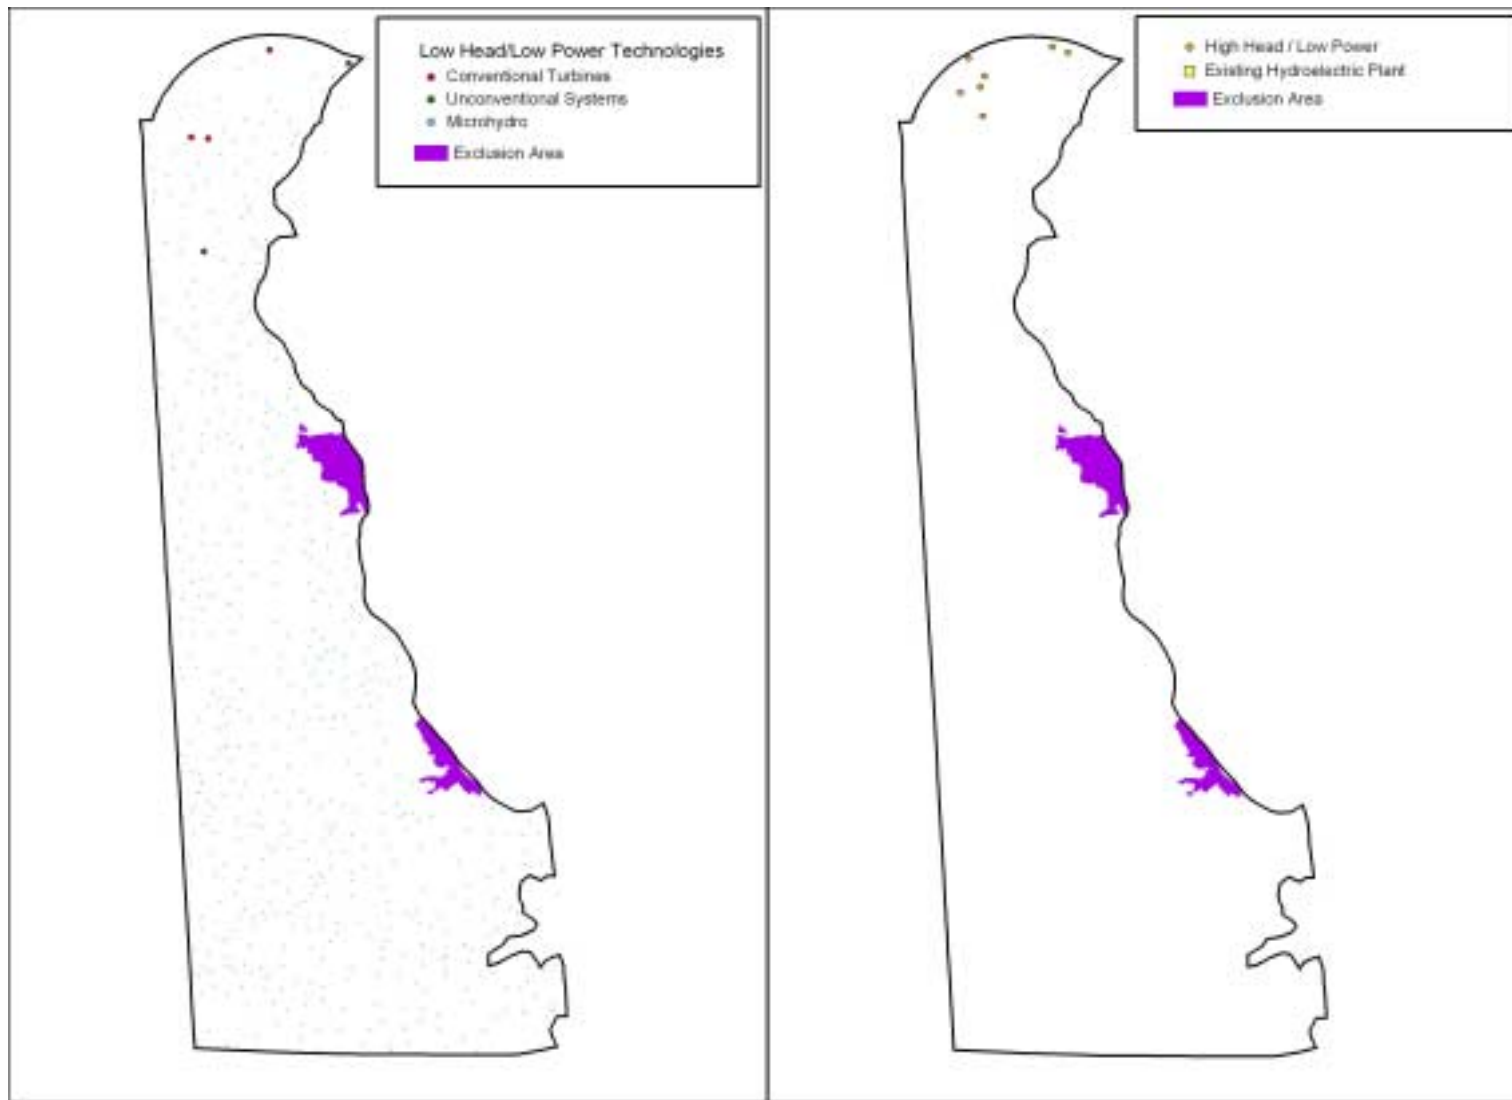 Low Head/Low Power Technologies
Conventional Turbines
Unconventional Systems
Microhydro
Exclusion Area
High Head / Low Power
Existing Hydroelectric Plant
Exclusion Area